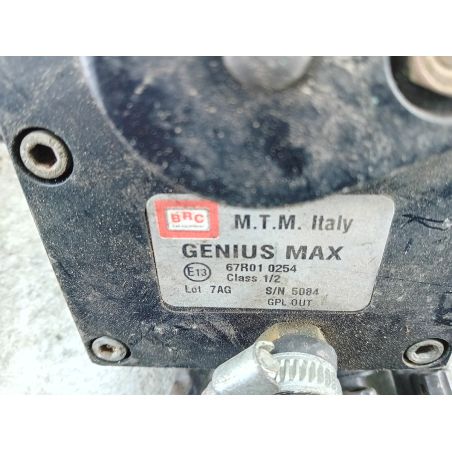 BRC M.T.M. Italy
GENIUS MAX
E13 67R01 0254
Class 1/2
Lot 7AG S/N 5084
GPL OUT